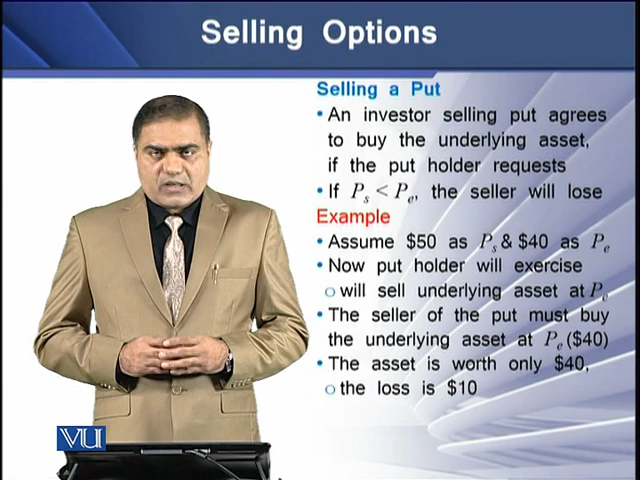 Selling Options
Selling a Put
• An investor selling put agrees
to buy the underlying asset,
if the put holder requests
• If Ps < Pe, the seller will lose
Example
• Assume $50 as Ps & $40 as Pe
• Now put holder will exercise
o will sell underlying asset at Pe
• The seller of the put must buy
the underlying asset at Pe ($40)
• The asset is worth only $40,
o the loss is $10
VU